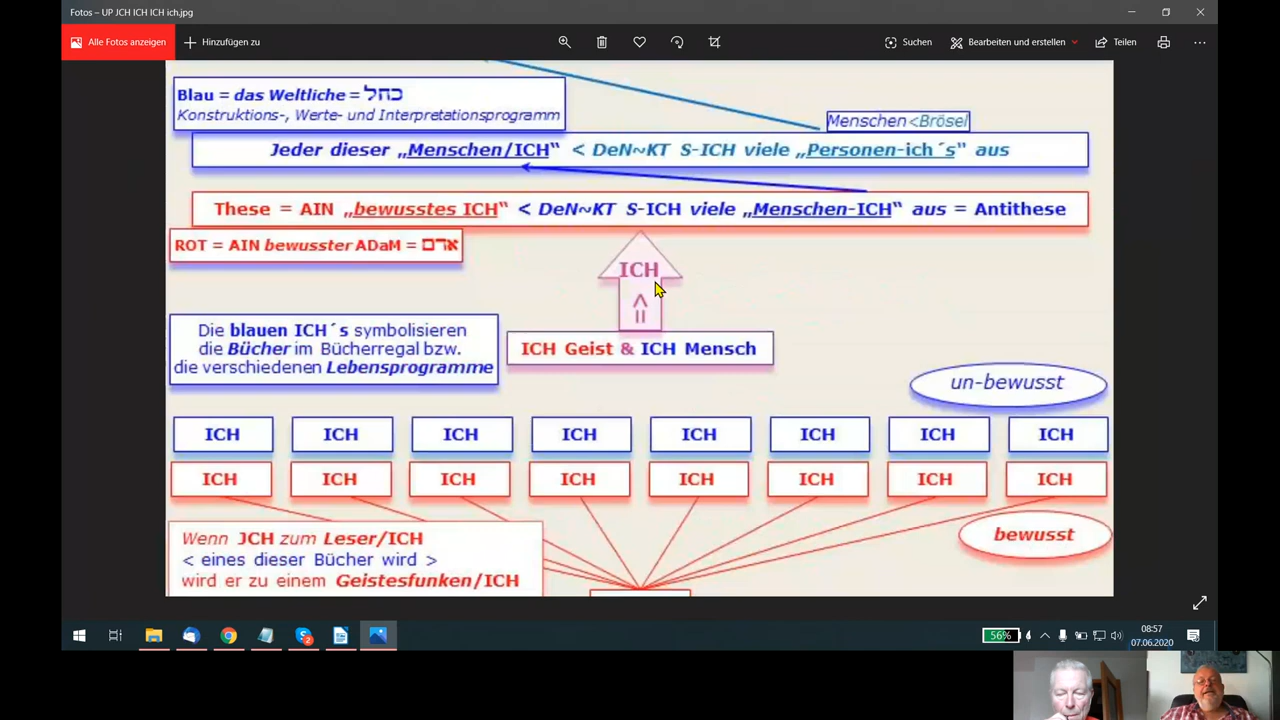 Fotos – UP JCH ICH ICH ich.jpg
Alle Fotos anzeigen
Hinzufügen zu
Suchen
Bearbeiten und erstellen
Teilen
Blau = das Weltliche = כחל
Konstruktions-, Werte- und Interpretationsprogramm
Menschen<Brösel
Jeder dieser „Menschen/ICH“ < DeN~KT S-ICH viele „Personen-ich´s" aus
These = AIN „bewusstes ICH“ < DeN~KT S-ICH viele „Menschen-ICH“ aus = Antithese
ROT = AIN bewusster ADaM = אדם
ICH
=>
Die blauen ICH´s symbolisieren
die Bücher im Bücherregal bzw.
die verschiedenen Lebensprogramme
ICH Geist & ICH Mensch
un-bewusst
ICH ICH ICH ICH ICH ICH ICH ICH
ICH ICH ICH ICH ICH ICH ICH ICH
bewusst
Wenn JCH zum Leser/ICH
< eines dieser Bücher wird >
wird er zu einem Geistesfunken/ICH
2
56%
08:57
07.06.2020